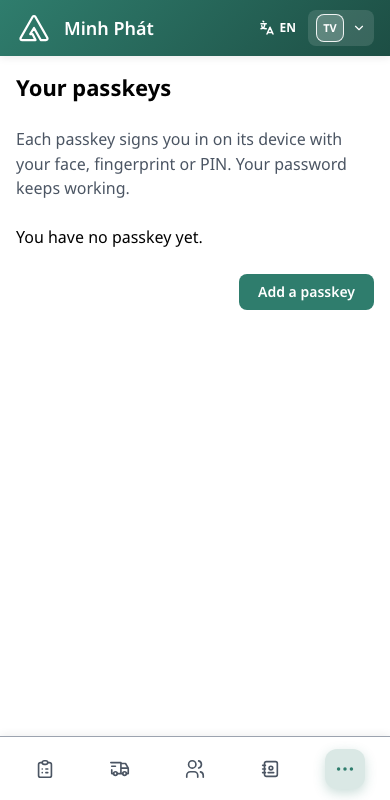 Minh Phát
EN
TV
Your passkeys
Each passkey signs you in on its device with
your face, fingerprint or PIN. Your password
keeps working.
You have no passkey yet.
Add a passkey